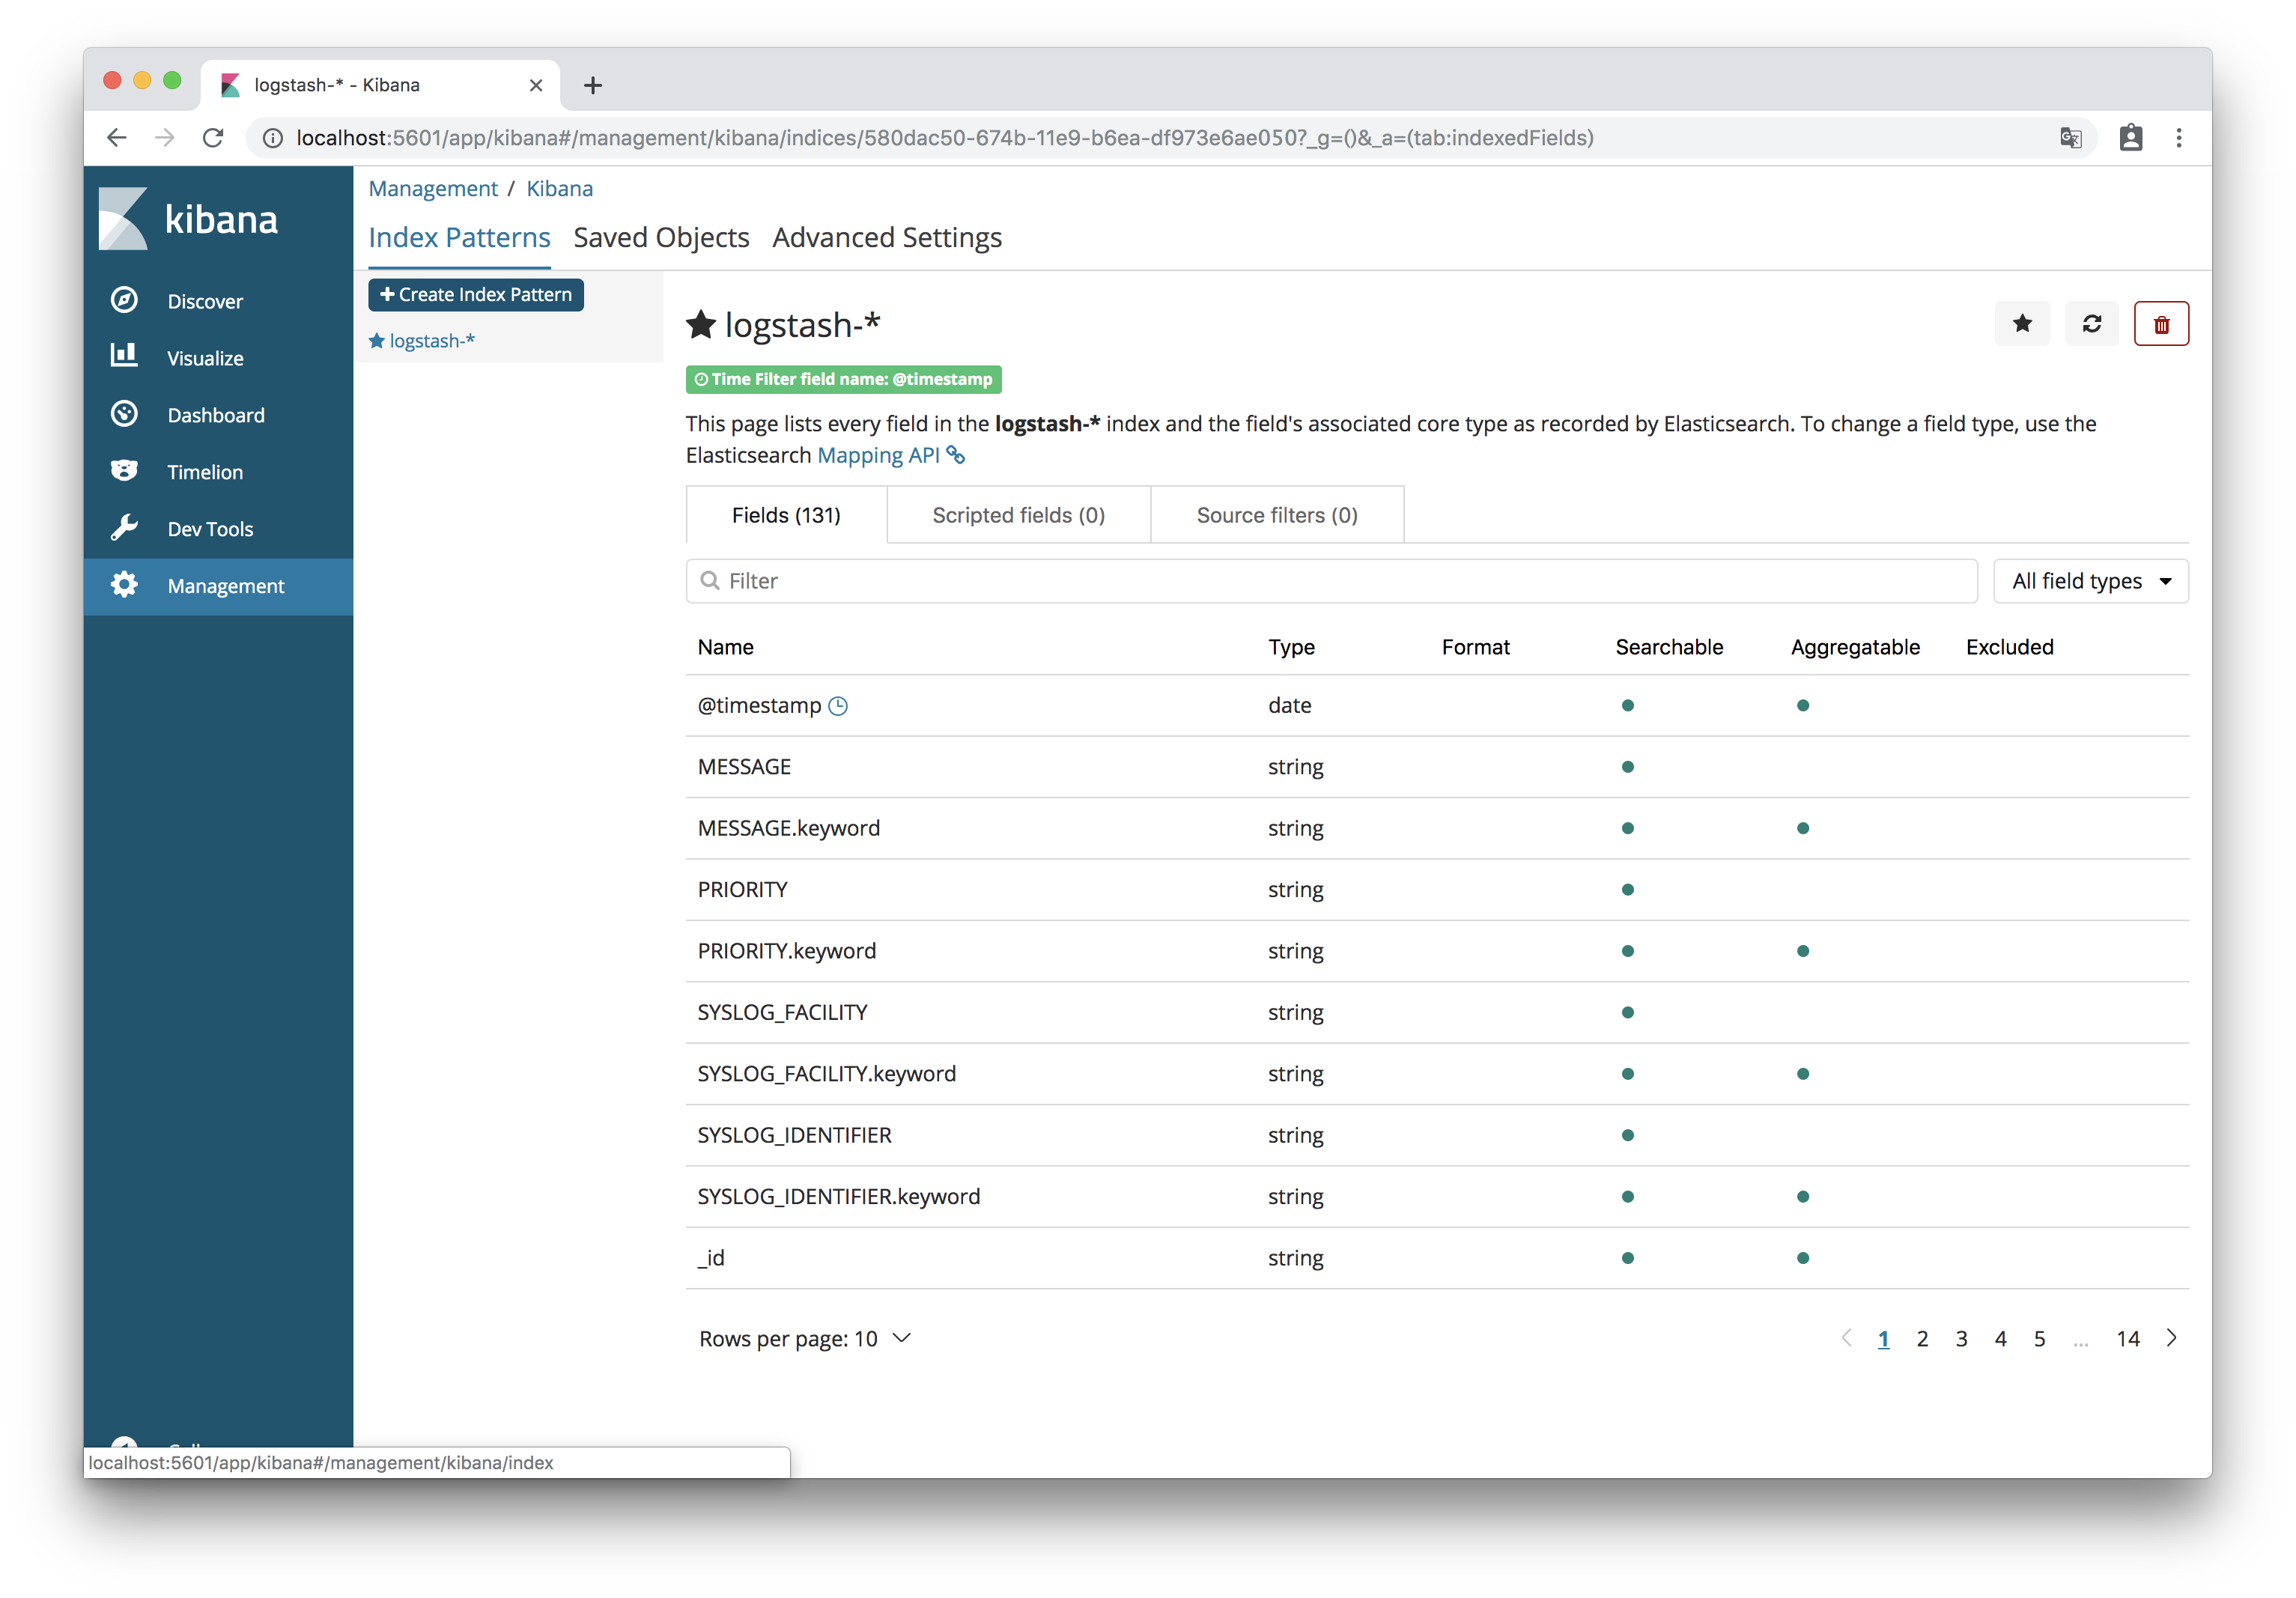 logstash-* - Kibana
localhost:5601/app/kibana#/management/kibana/indices/580dac50-674b-11e9-b6ea-df973e6ae050?_g=()&_a=(tab:indexedFields)
kibana
Discover
Visualize
Dashboard
Timelion
Dev Tools
Management
Management / Kibana
Index Patterns Saved Objects Advanced Settings
Create Index Pattern
logstash-*
logstash-*
Time Filter field name: @timestamp
This page lists every field in the logstash-* index and the field's associated core type as recorded by Elasticsearch. To change a field type, use the
Elasticsearch Mapping API
Fields (131) Scripted fields (0) Source filters (0)
Filter All field types
Name Type Format Searchable Aggregatable Excluded
@timestamp date
MESSAGE string
MESSAGE.keyword string
PRIORITY string
PRIORITY.keyword string
SYSLOG_FACILITY string
SYSLOG_FACILITY.keyword string
SYSLOG_IDENTIFIER string
SYSLOG_IDENTIFIER.keyword string
_id string
Rows per page: 10 1 2 3 4 5 ... 14
localhost:5601/app/kibana#/management/kibana/index